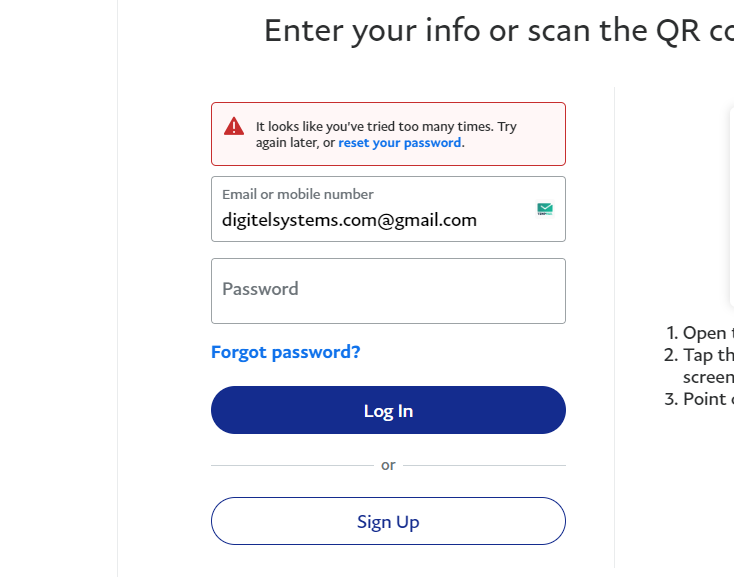 Enter your info or scan the QR
It looks like you've tried too many times. Try
again later, or reset your password.
Email or mobile number
digitelsystems.com@gmail.com
Password
Forgot password?
Log In
or
Sign Up
1. Open
2. Tap
screen
3. Point